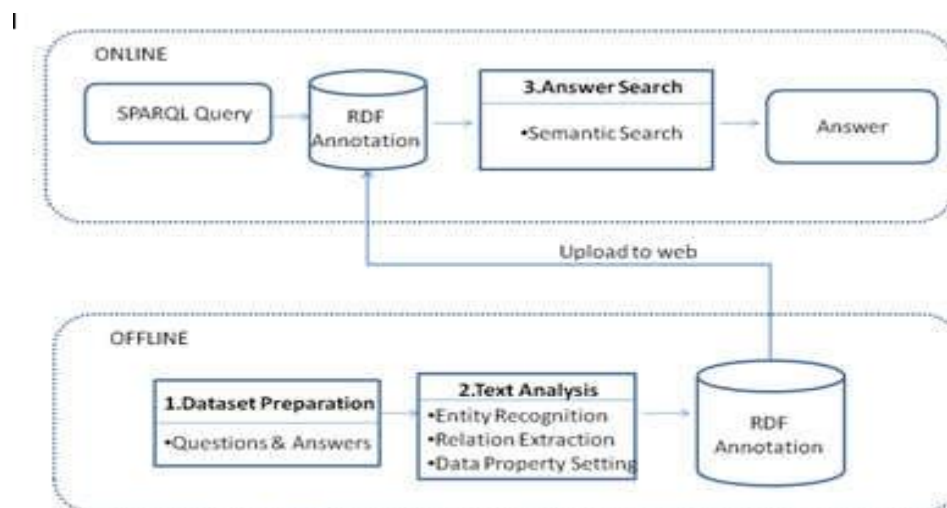 I
ONLINE
SPARQL Query
RDF
Annotation
3.Answer Search
•Semantic Search
Answer
Upload to web
OFFLINE
1.Dataset Preparation
•Questions & Answers
2.Text Analysis
•Entity Recognition
•Relation Extraction
•Data Property Setting
RDF
Annotation